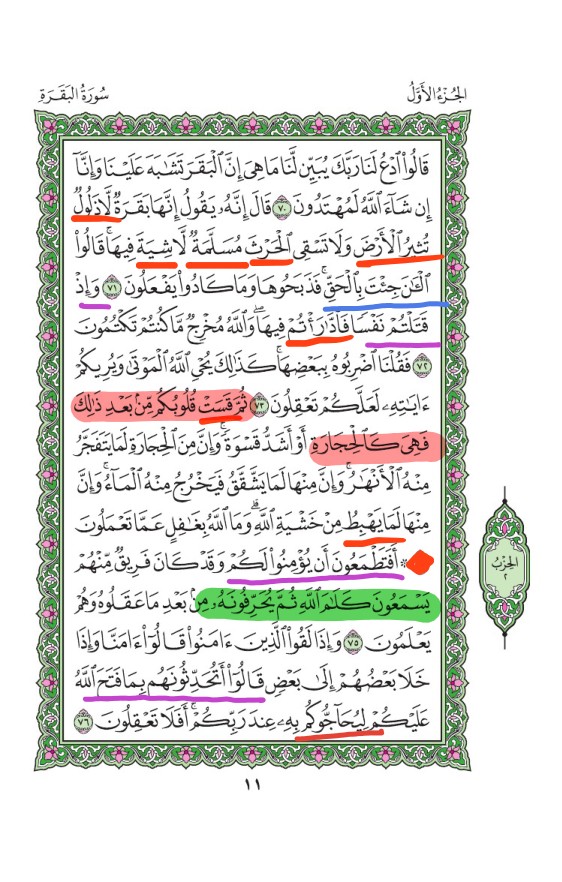 سُورَةُ البَقَرَةِ
الجُزْءُ الأَوَّلُ
قَالُوا۟ ٱدْعُ لَنَا رَبَّكَ يُبَيِّن لَّنَا مَا هِىَ إِنَّ ٱلْبَقَرَ تَشَٰبَهَ عَلَيْنَا وَإِنَّآ
إِن شَآءَ ٱللَّهُ لَمُهْتَدُونَ ٧٠ قَالَ إِنَّهُۥ يَقُولُ إِنَّهَا بَقَرَةٌ لَّا ذَلُولٌ
تُثِيرُ ٱلْأَرْضَ وَلَا تَسْقِى ٱلْحَرْثَ مُسَلَّمَةٌ لَّا شِيَةَ فِيهَا ۚ قَالُوا۟
ٱلْـَٰٔنَ جِئْتَ بِٱلْحَقِّ ۚ فَذَبَحُوهَا وَمَا كَادُوا۟ يَفْعَلُونَ ٧١ وَإِذْ
قَتَلْتُمْ نَفْسًا فَٱدَّٰرَْٰٔتُمْ فِيهَا ۖ وَٱللَّهُ مُخْرِجٌ مَّا كُنتُمْ تَكْتُمُونَ
٧٢ فَقُلْنَا ٱضْرِبُوهُ بِبَعْضِهَا ۚ كَذَٰلِكَ يُحْىِ ٱللَّهُ ٱلْمَوْتَىٰ وَيُرِيكُمْ
ءَايَٰتِهِۦ لَعَلَّكُمْ تَعْقِلُونَ ٧٣ ثُمَّ قَسَتْ قُلُوبُكُم مِّنۢ بَعْدِ ذَٰلِكَ
فَهِىَ كَٱلْحِجَارَةِ أَوْ أَشَدُّ قَسْوَةً ۚ وَإِنَّ مِنَ ٱلْحِجَارَةِ لَمَا يَتَفَجَّرُ
مِنْهُ ٱلْأَنْهَٰرُ ۚ وَإِنَّ مِنْهَا لَمَا يَشَّقَّقُ فَيَخْرُجُ مِنْهُ ٱلْمَآءُ ۚ وَإِنَّ
مِنْهَا لَمَا يَهْبِطُ مِنْ خَشْيَةِ ٱللَّهِ ۗ وَمَا ٱللَّهُ بِغَٰفِلٍ عَمَّا تَعْمَلُونَ
۞ أَفَتَطْمَعُونَ أَن يُؤْمِنُوا۟ لَكُمْ وَقَدْ كَانَ فَرِيقٌ مِّنْهُمْ
يَسْمَعُونَ كَلَٰمَ ٱللَّهِ ثُمَّ يُحَرِّفُونَهُۥ مِنۢ بَعْدِ مَا عَقَلُوهُ وَهُمْ
يَعْلَمُونَ ٧٥ وَإِذَا لَقُوا۟ ٱلَّذِينَ ءَامَنُوا۟ قَالُوٓا۟ ءَامَنَّا وَإِذَا
خَلَا بَعْضُهُمْ إِلَىٰ بَعْضٍ قَالُوٓا۟ أَتُحَدِّثُونَهُم بِمَا فَتَحَ ٱللَّهُ
عَلَيْكُمْ لِيُحَآجُّوكُم بِهِۦ عِندَ رَبِّكُمْ ۚ أَفَلَا تَعْقِلُونَ ٧٦
الحِزْبُ
٢
١١